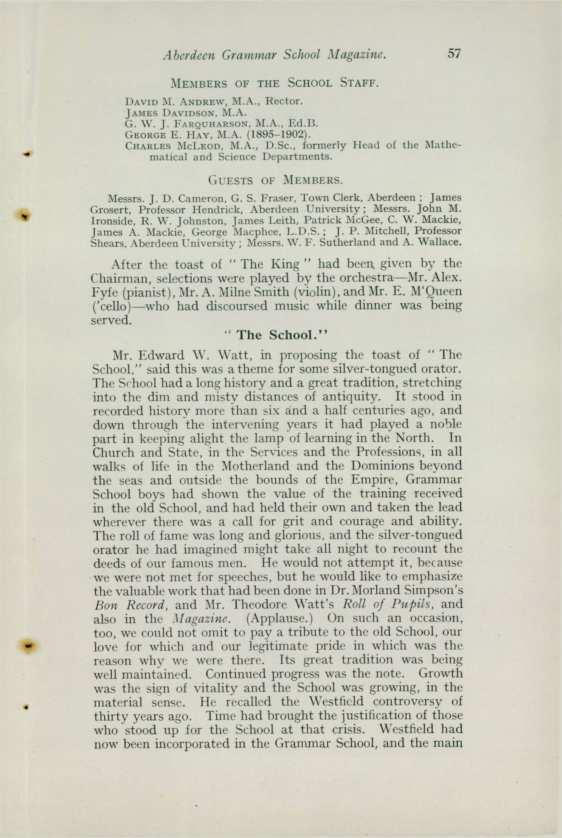 Aberdeen Grammar School Magazine. 57
MEMBERS OF THE SCHOOL STAFF.
DAVID M. ANDREW, M.A., Rector.
JAMES DAVIDSON, M.A.
G. W. J. FARQUHARSON, M.A., Ed.B.
GEORGE E. HAY, M.A. (1895–1902).
CHARLES MCLEOD, M.A., D.Sc., formerly Head of the Mathe-
matical and Science Departments.
GUESTS OF MEMBERS.
Messrs. J. D. Cameron, G. S. Fraser, Town Clerk, Aberdeen; James
Grosert, Professor Hendrick, Aberdeen University; Messrs. John M.
Ironside, R. W. Johnston, James Leith, Patrick McGee, C. W. Mackie,
James A. Mackie, George Macphee, L.D.S.; J. P. Mitchell, Professor
Shears, Aberdeen University; Messrs. W. F. Sutherland and A. Wallace.
After the toast of “The King” had been given by the
Chairman, selections were played by the orchestra—Mr. Alex.
Fyfe (pianist), Mr. A. Milne Smith (violin), and Mr. E. M'Queen
('cello)—who had discoursed music while dinner was being
served.
“The School.”
Mr. Edward W. Watt, in proposing the toast of “The
School,” said this was a theme for some silver-tongued orator.
The School had a long history and a great tradition, stretching
into the dim and misty distances of antiquity. It stood in
recorded history more than six and a half centuries ago, and
down through the intervening years it had played a noble
part in keeping alight the lamp of learning in the North. In
Church and State, in the Services and the Professions, in all
walks of life in the Motherland and the Dominions beyond
the seas and outside the bounds of the Empire, Grammar
School boys had shown the value of the training received
in the old School, and had held their own and taken the lead
wherever there was a call for grit and courage and ability.
The roll of fame was long and glorious, and the silver-tongued
orator he had imagined might take all night to recount the
deeds of our famous men. He would not attempt it, because
we were not met for speeches, but he would like to emphasize
the valuable work that had been done in Dr. Morland Simpson's
Bon Record, and Mr. Theodore Watt's Roll of Pupils, and
also in the Magazine. (Applause.) On such an occasion,
too, we could not omit to pay a tribute to the old School, our
love for which and our legitimate pride in which was the
reason why we were there. Its great tradition was being
well maintained. Continued progress was the note. Growth
was the sign of vitality and the School was growing, in the
material sense. He recalled the Westfield controversy of
thirty years ago. Time had brought the justification of those
who stood up for the School at that crisis. Westfield had
now been incorporated in the Grammar School, and the main